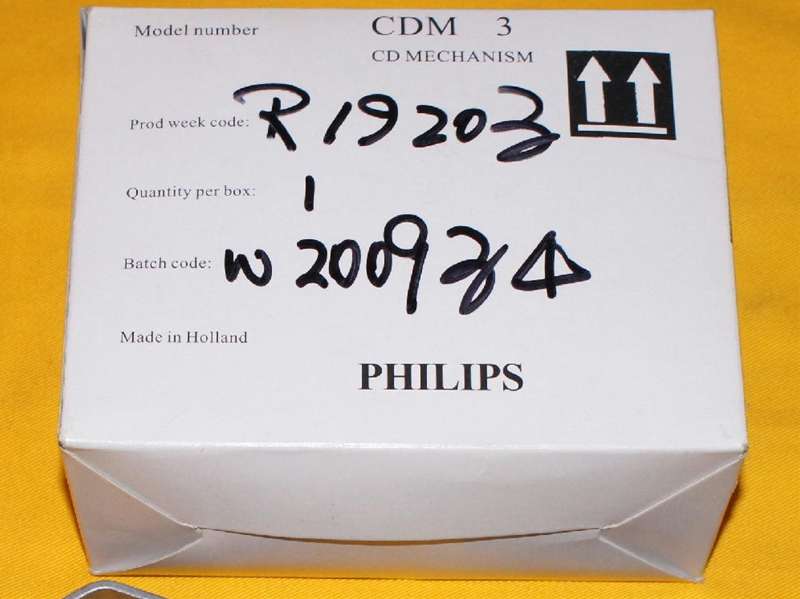 Model number CDM 3
CD MECHANISM
Prod week code: R19203
Quantity per box: 1
Batch code: W200934
Made in Holland
PHILIPS